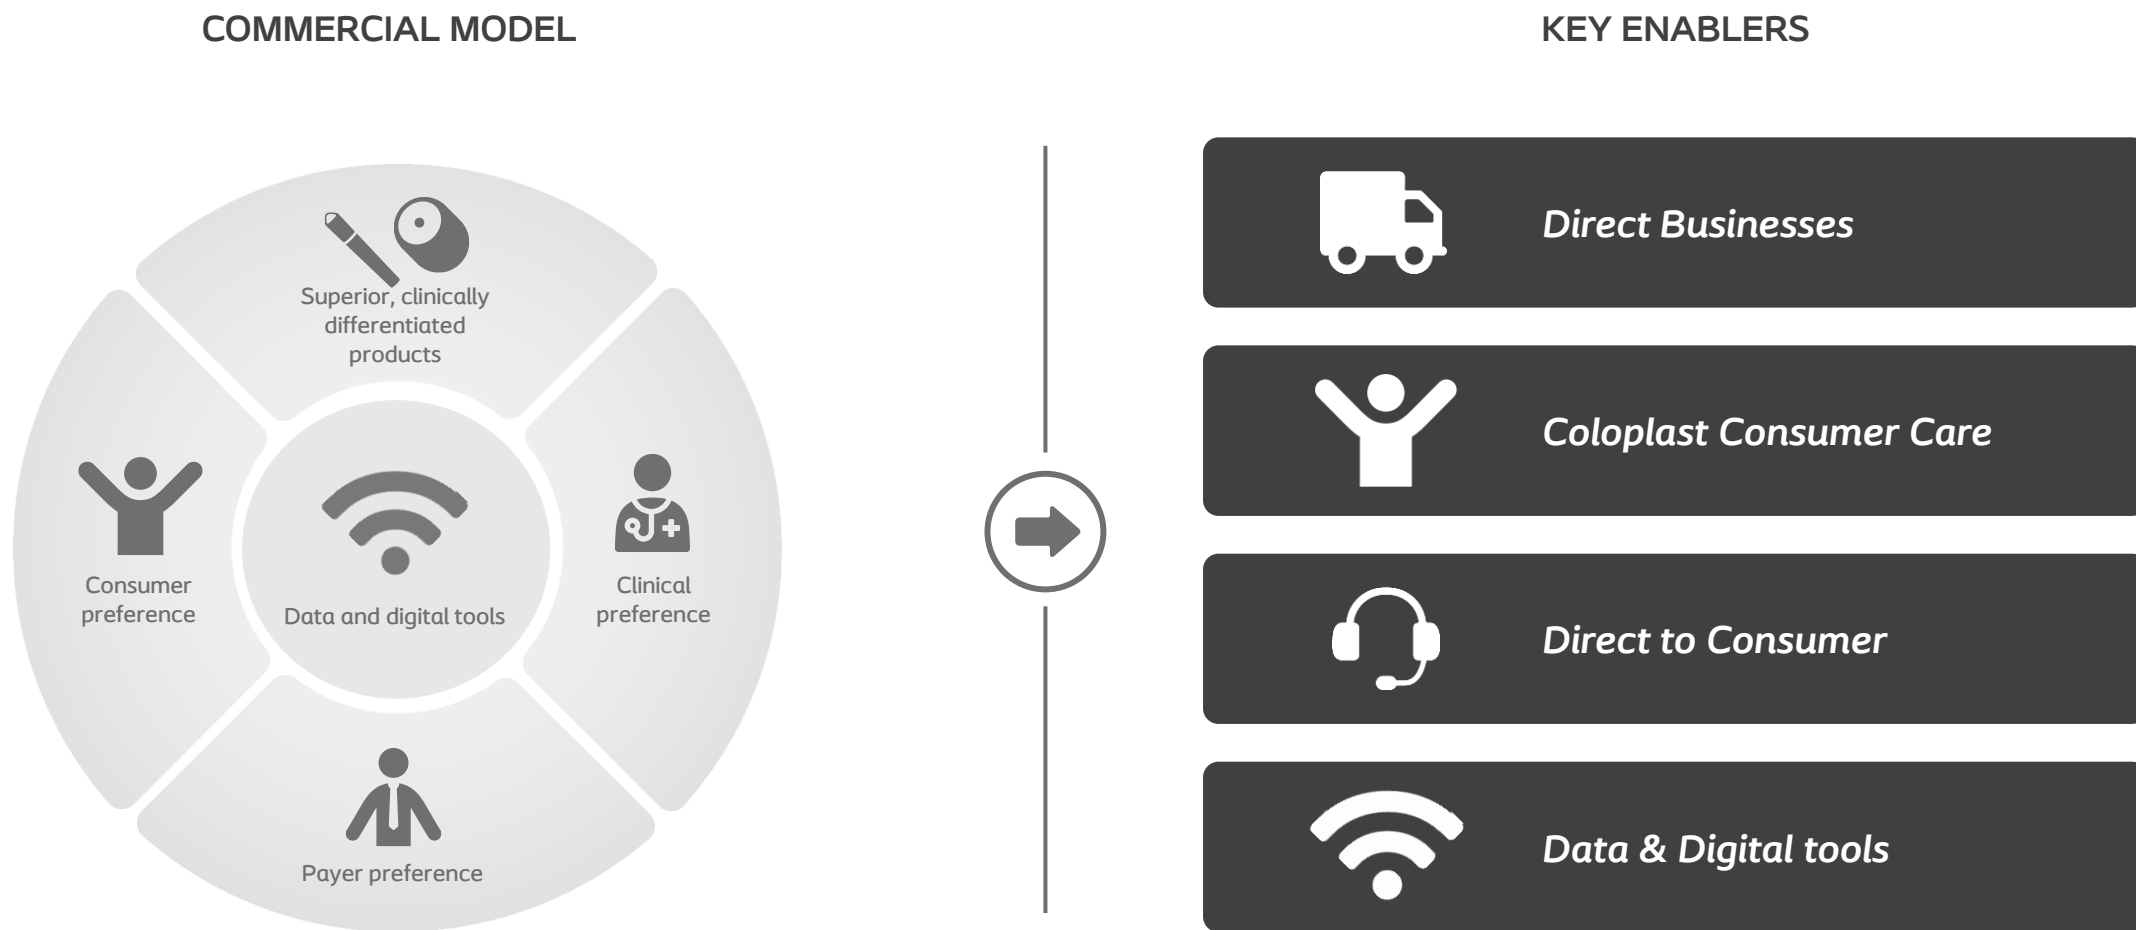 COMMERCIAL MODEL
KEY ENABLERS
Superior, clinically
differentiated
products
Consumer
preference
Data and digital tools
Clinical
preference
Payer preference
Direct Businesses
Coloplast Consumer Care
Direct to Consumer
Data & Digital tools